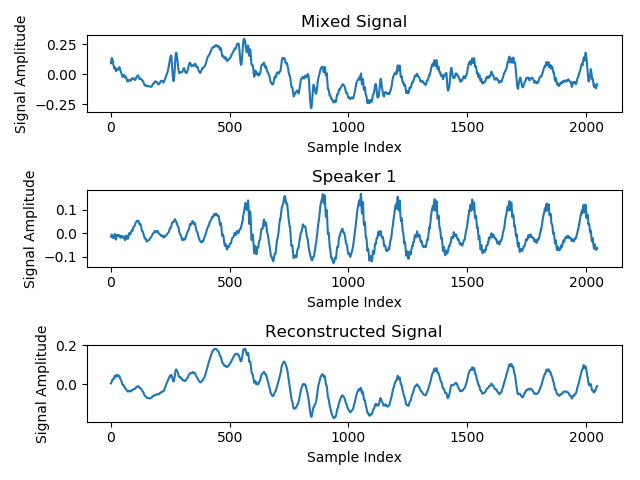 Mixed Signal
Signal Amplitude
0.25
0.00
−0.25
0 500 1000 1500 2000
Sample Index
Speaker 1
Signal Amplitude
0.1
0.0
−0.1
0 500 1000 1500 2000
Sample Index
Reconstructed Signal
Signal Amplitude
0.2
0.0
0 500 1000 1500 2000
Sample Index